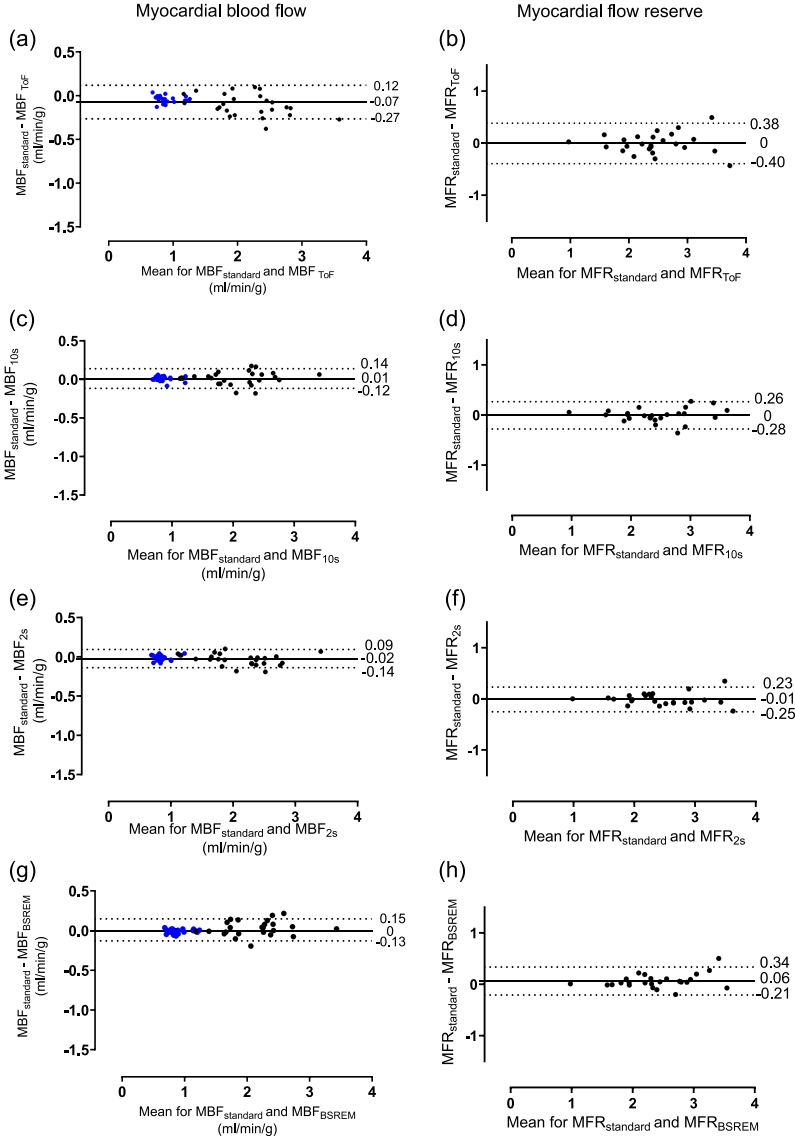 Myocardial blood flow
Myocardial flow reserve
(a)
MBFstandard - MBF ToF
(ml/min/g)
0.5
0.0
-0.5
-1.0
-1.5
0.12
-0.07
-0.27
0 1 2 3 4
Mean for MBFstandard and MBF ToF
(ml/min/g)
(b)
MFRstandard - MFRToF
1
0
-1
0.38
0
-0.40
0 1 2 3 4
Mean for MFRstandard and MFRToF
(c)
MBFstandard - MBF10s
(ml/min/g)
0.5
0.0
-0.5
-1.0
-1.5
0.14
0.01
-0.12
0 1 2 3 4
Mean for MBFstandard and MBF10s
(ml/min/g)
(d)
MFRstandard - MFR10s
1
0
-1
0.26
0
-0.28
0 1 2 3 4
Mean for MFRstandard and MFR10s
(e)
MBFstandard - MBF2s
(ml/min/g)
0.5
0.0
-0.5
-1.0
-1.5
0.09
-0.02
-0.14
0 1 2 3 4
Mean for MBFstandard and MBF2s
(ml/min/g)
(f)
MFRstandard - MFR2s
1
0
-1
0.23
-0.01
-0.25
0 1 2 3 4
Mean for MFRstandard and MFR2s
(g)
MBFstandard - MBFBSREM
(ml/min/g)
0.5
0.0
-0.5
-1.0
-1.5
0.15
0
-0.13
0 1 2 3 4
Mean for MBFstandard and MBFBSREM
(ml/min/g)
(h)
MFRstandard - MFRBSREM
1
0
-1
0.34
0.06
-0.21
0 1 2 3 4
Mean for MFRstandard and MFRBSREM